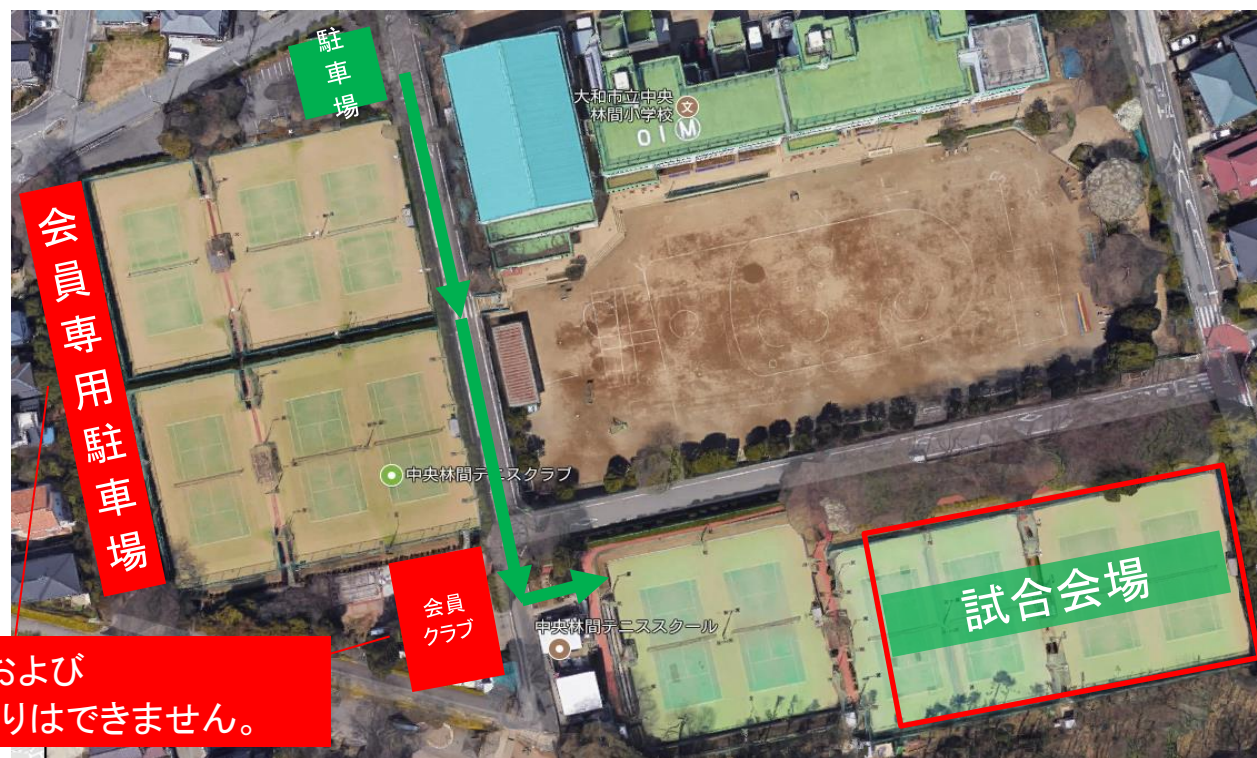 駐車場
大和市立中央
林間小学校
文
会員専用駐車場
中央林間テニスクラブ
試合会場
会員
クラブ
中央林間テニススクール
および
りはできません。